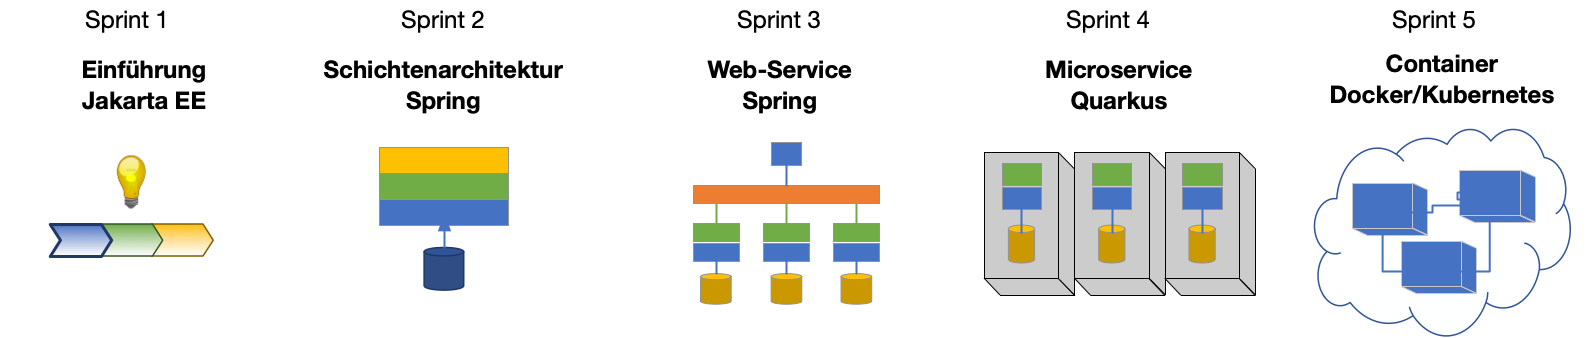 Sprint 1
Einführung
Jakarta EE
Sprint 2
Schichtenarchitektur
Spring
Sprint 3
Web-Service
Spring
Sprint 4
Microservice
Quarkus
Sprint 5
Container
Docker/Kubernetes